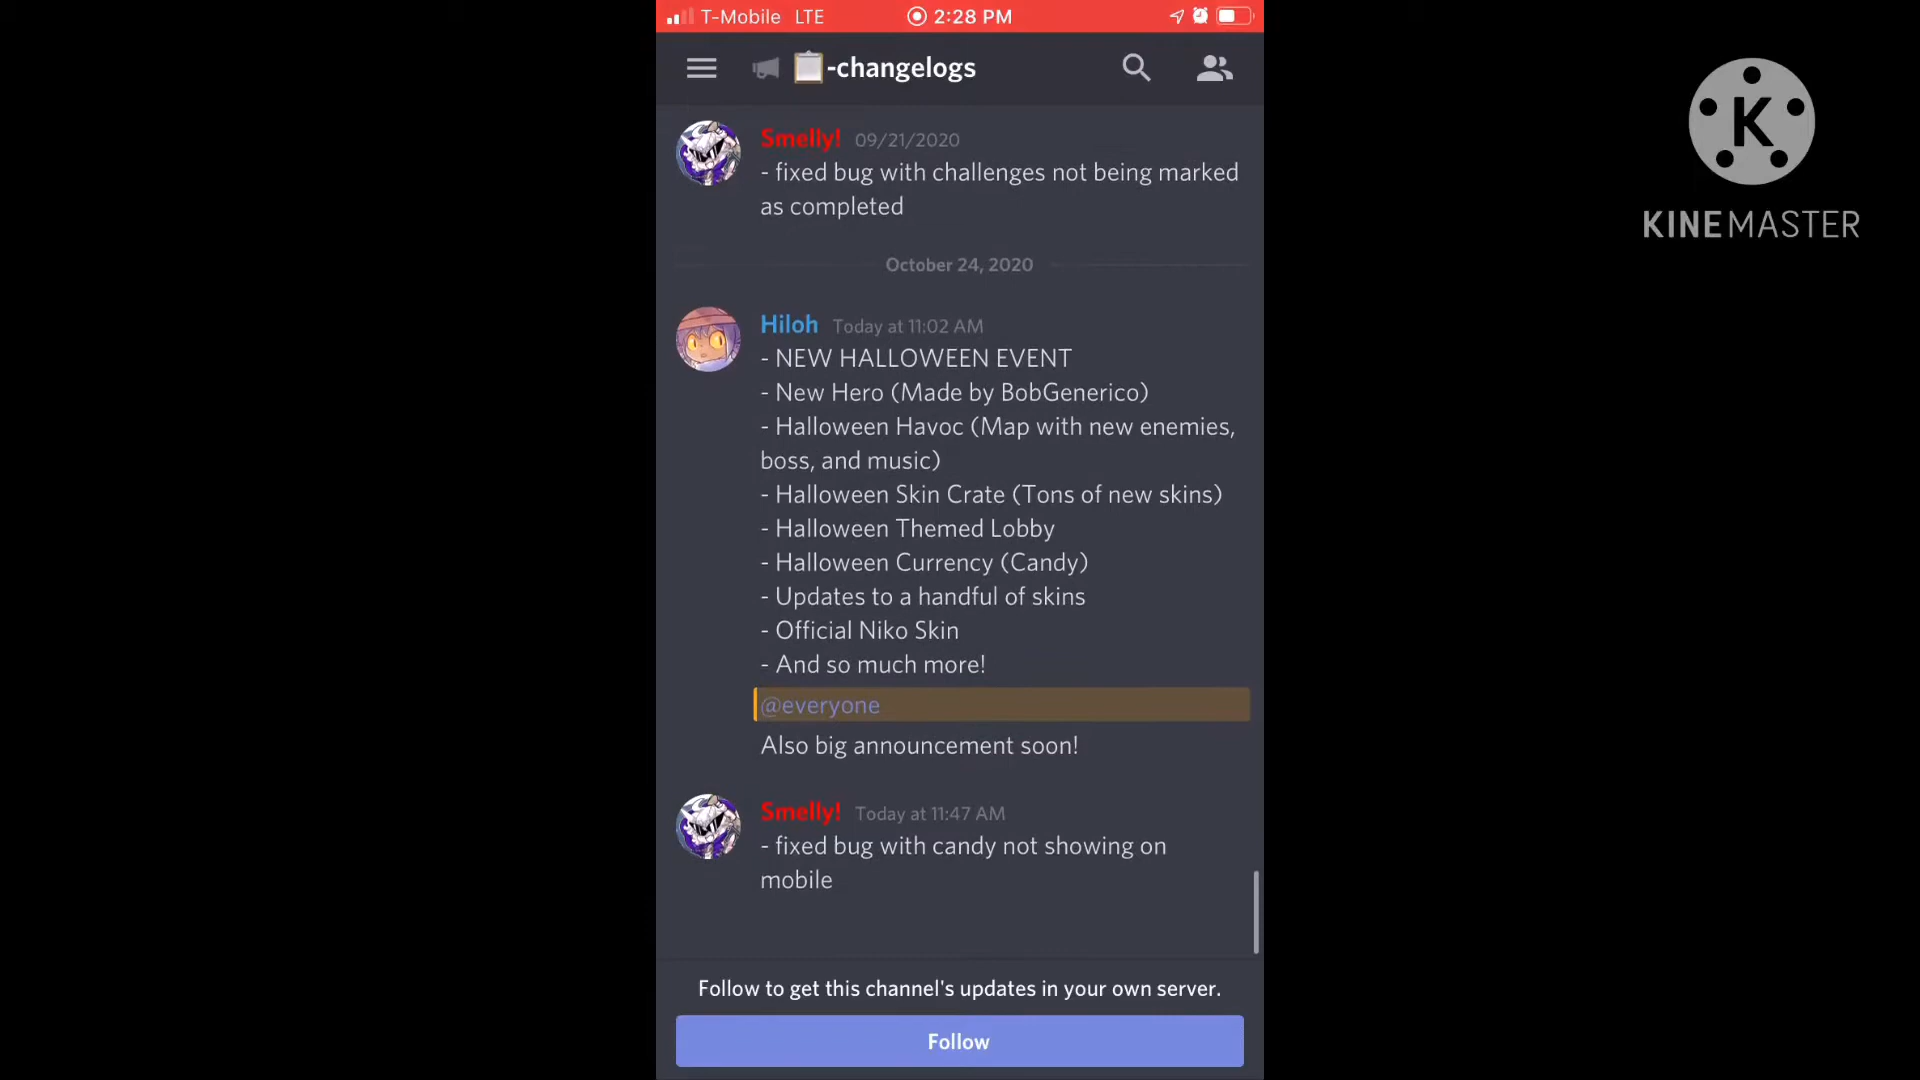 T-Mobile LTE 2:28 PM
-changelogs
K
KINEMASTER
Smelly! 09/21/2020
- fixed bug with challenges not being marked
as completed
October 24, 2020
Hiloh Today at 11:02 AM
- NEW HALLOWEEN EVENT
- New Hero (Made by BobGenerico)
- Halloween Havoc (Map with new enemies,
boss, and music)
- Halloween Skin Crate (Tons of new skins)
- Halloween Themed Lobby
- Halloween Currency (Candy)
- Updates to a handful of skins
- Official Niko Skin
- And so much more!
@everyone
Also big announcement soon!
Smelly! Today at 11:47 AM
- fixed bug with candy not showing on
mobile
Follow to get this channel's updates in your own server.
Follow